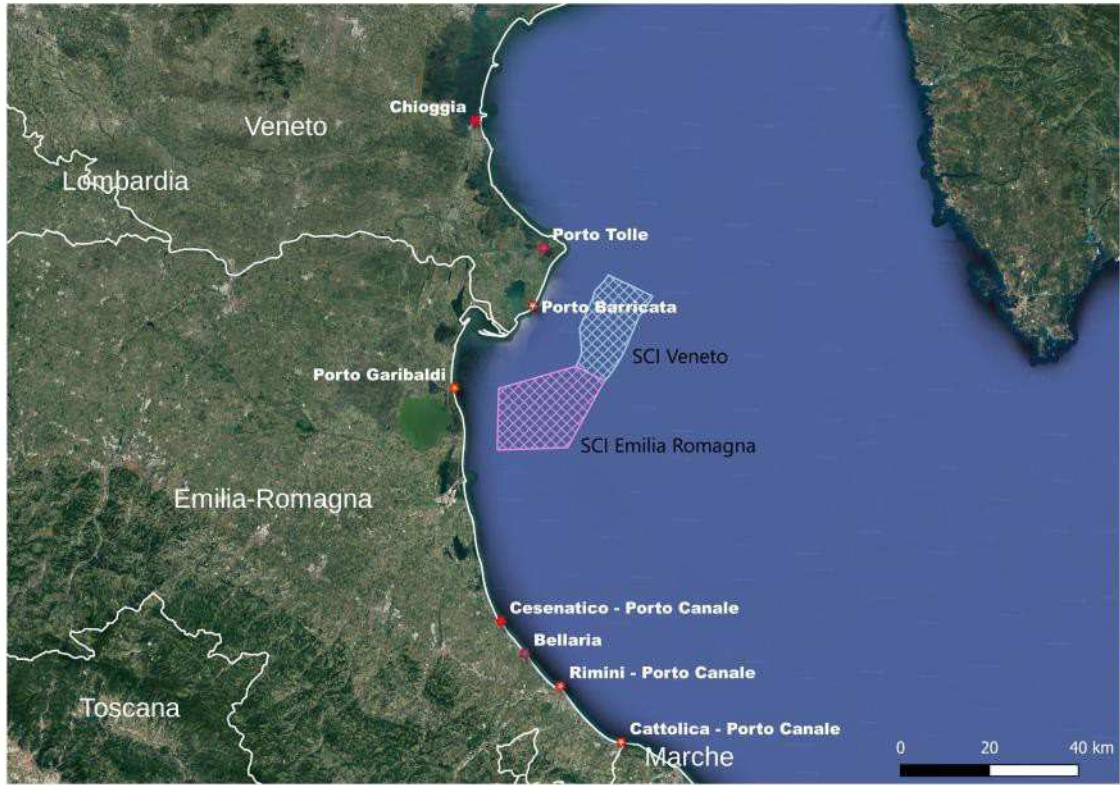 Chioggia
Veneto
Lombardia
Porto Tolle
Porto Barricata
SCI Veneto
Porto Garibaldi
SCI Emilia Romagna
Emilia-Romagna
Cesenatico - Porto Canale
Bellaria
Rimini - Porto Canale
Toscana
Cattolica - Porto Canale
Marche
0 20 40 km